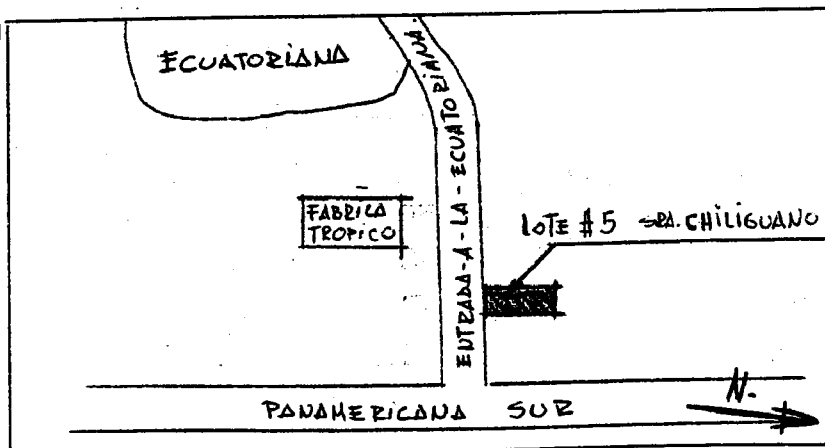 ECUATORIANA
ENTRADA-A-LA-ECUATORIANA.
FABRICA
TROPICO
LOTE #5 SRA. CHILIGUANO
PANAMERICANA SUR
N.